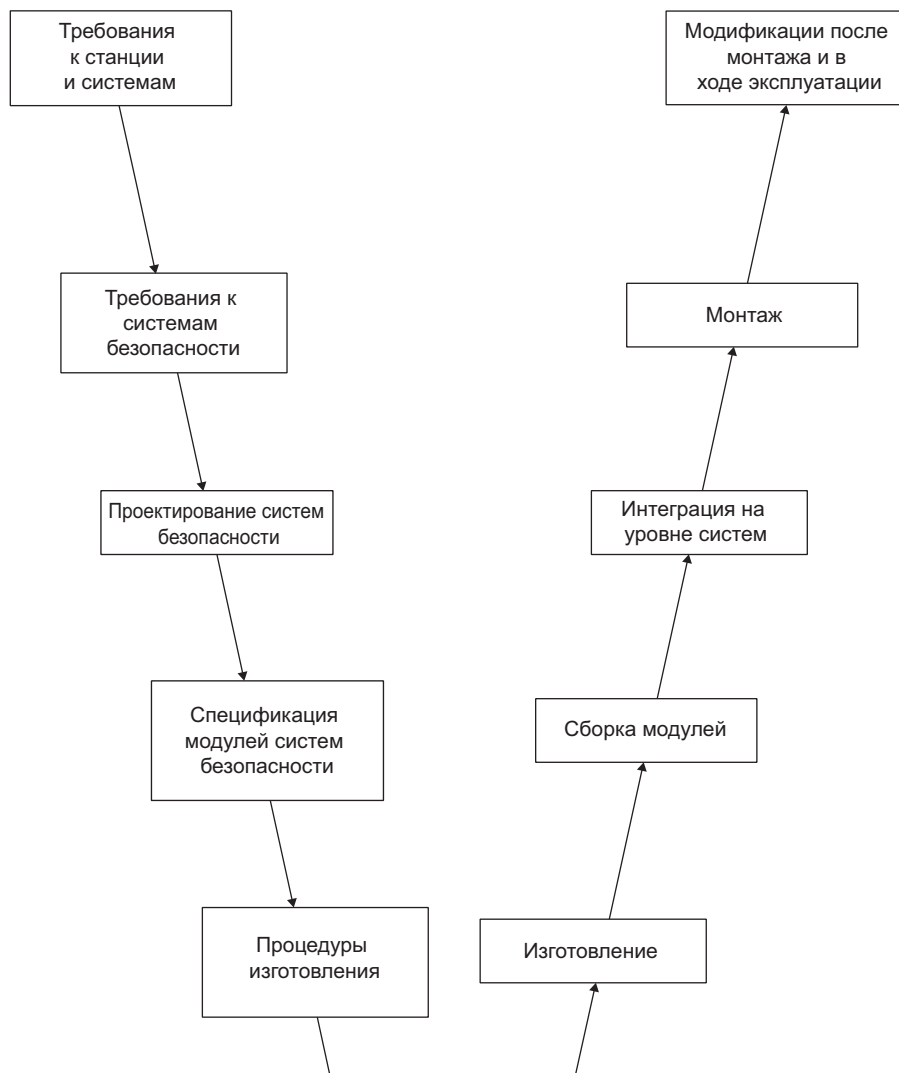 Требования
к станции
и системам
Модификации после
монтажа и в
ходе эксплуатации
Требования к
системам
безопасности
Монтаж
Проектирование систем
безопасности
Интеграция на
уровне систем
Спецификация
модулей систем
безопасности
Сборка модулей
Процедуры
изготовления
Изготовление